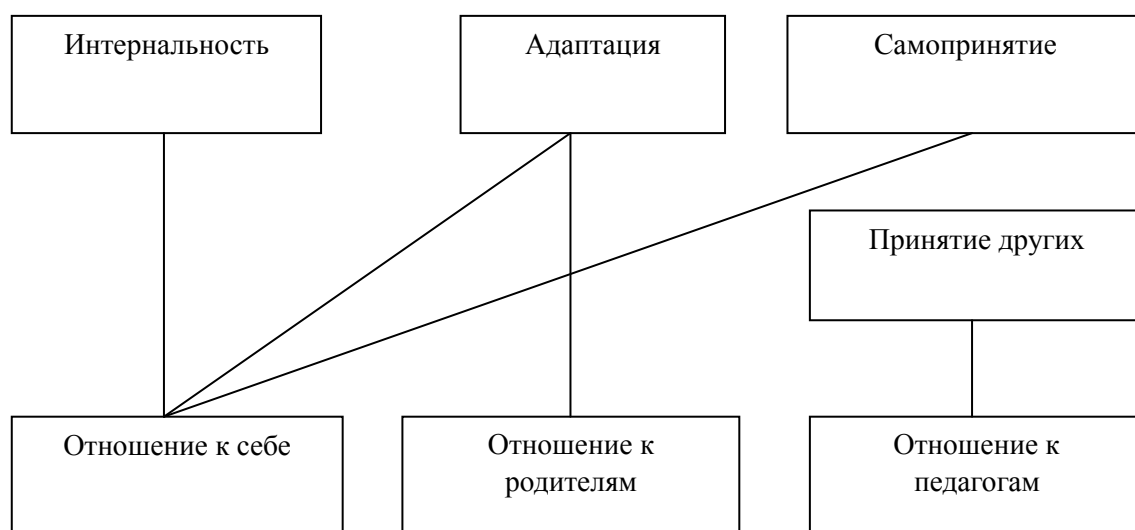 Интернальность
Адаптация
Самопринятие
Принятие других
Отношение к себе
Отношение к
родителям
Отношение к
педагогам